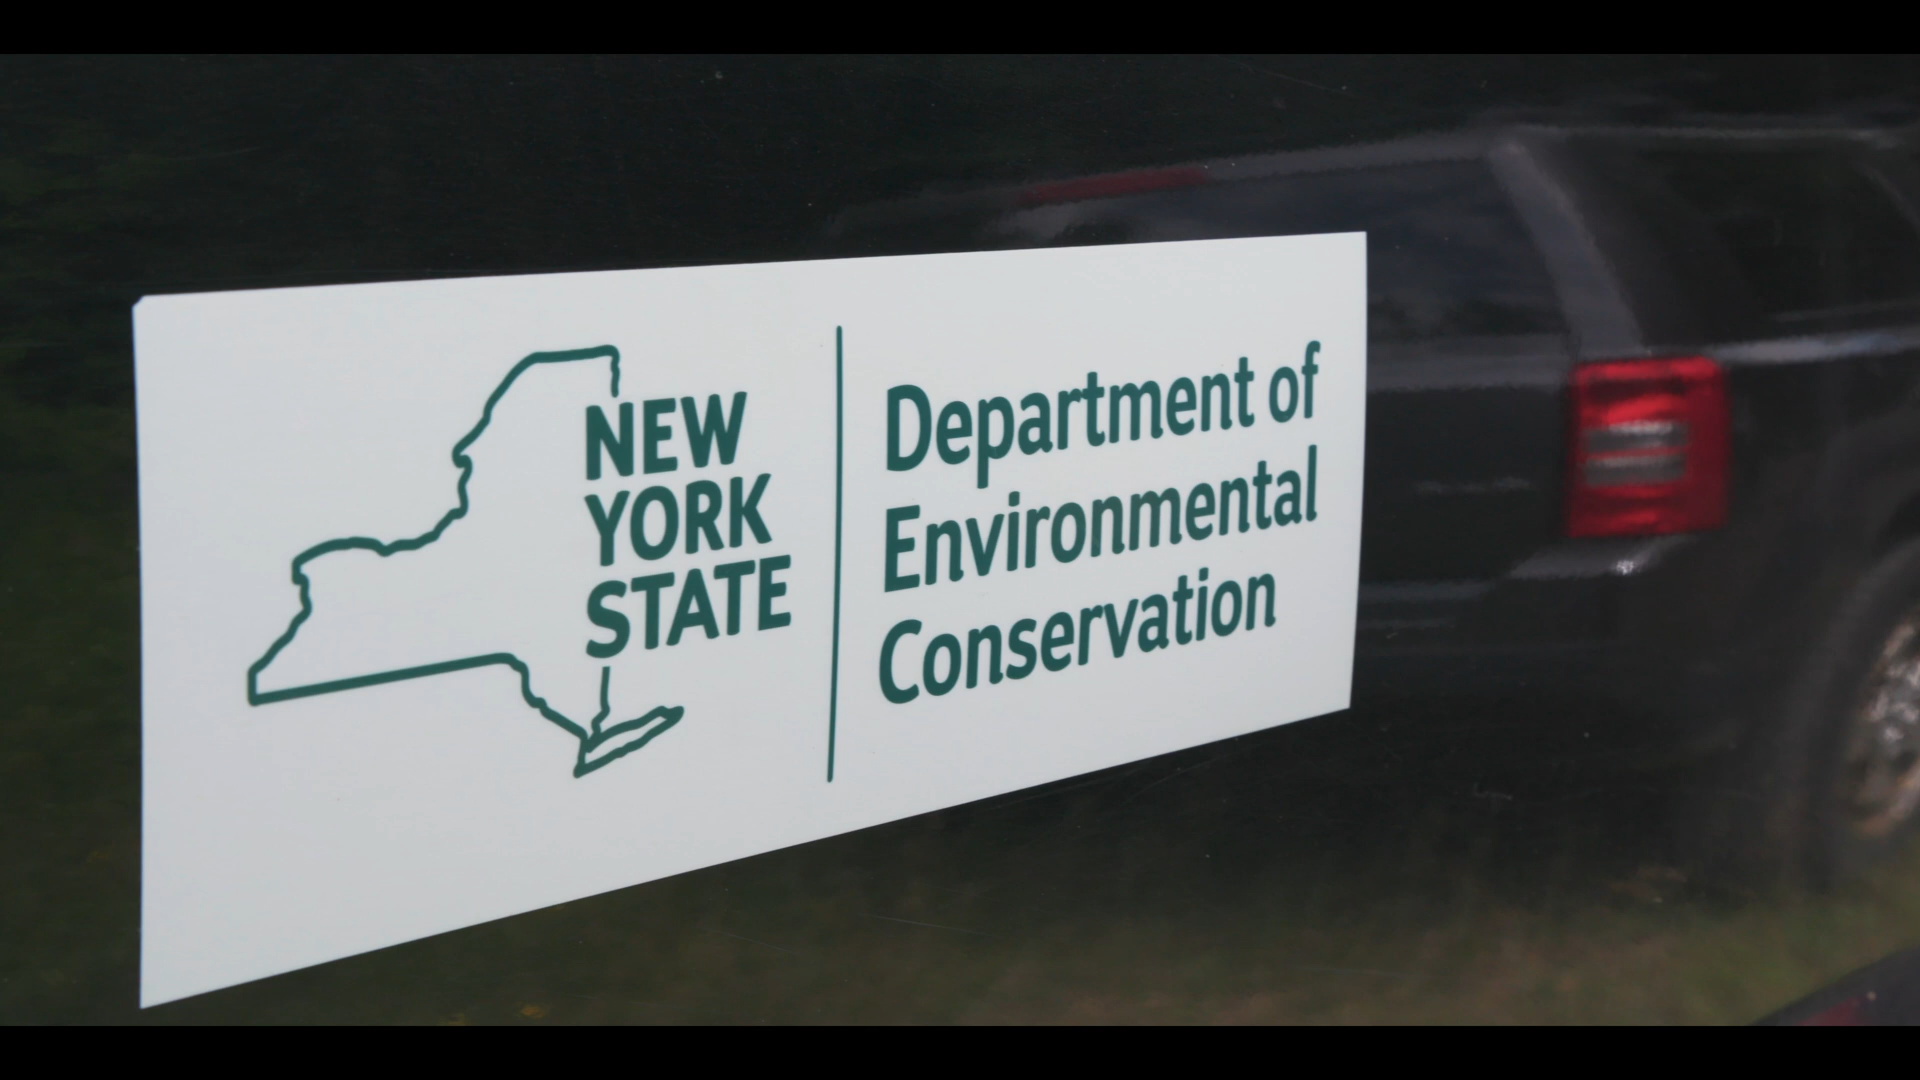 NEW
YORK
STATE
Department of
Environmental
Conservation